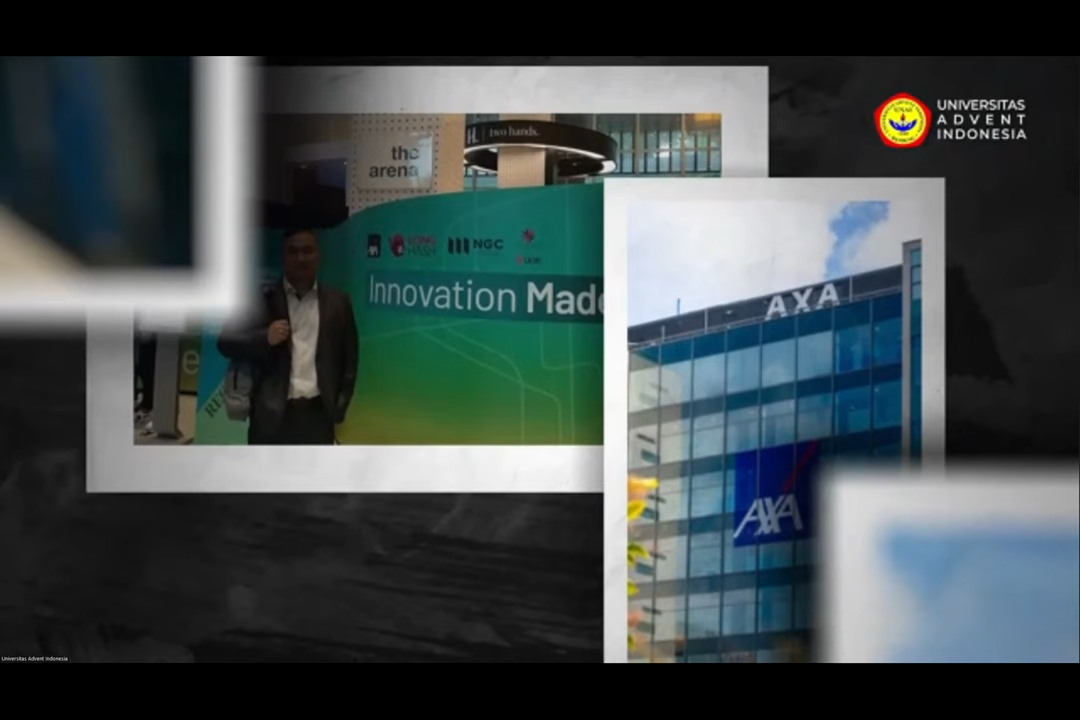 UNIVERSITAS
ADVENT
INDONESIA
the
arena
two hands.
NGC
Innovation Made
AXA
AXA
Universitas Advent Indonesia